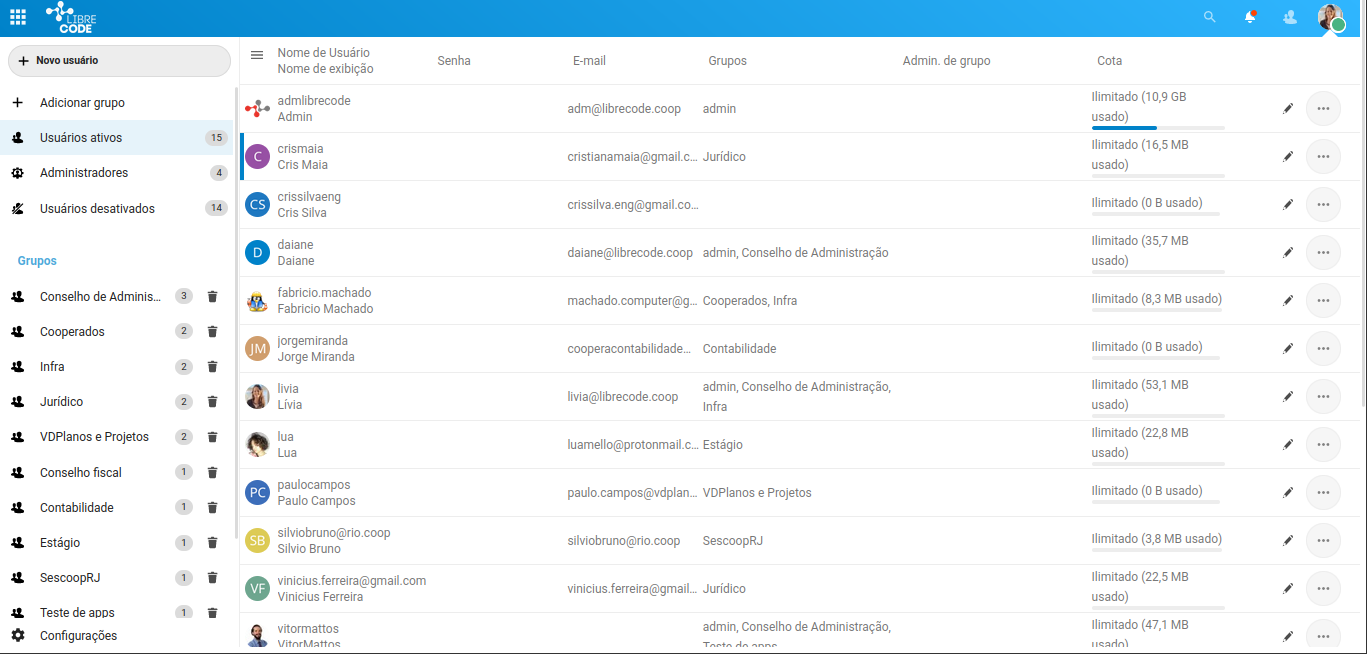 LIBRE
CODE
Novo usuário
Adicionar grupo
Usuários ativos 15
Administradores 4
Usuários desativados 14
Grupos
Conselho de Adminis... 3
Cooperados 2
Infra 2
Jurídico 2
VDPlanos e Projetos 2
Conselho fiscal 1
Contabilidade 1
Estágio 1
SescoopRJ 1
Teste de apps 1
Configurações
Nome de Usuário
Nome de exibição
Senha
E-mail
Grupos
Admin. de grupo
Cota
admlibrecode
Admin
adm@librecode.coop
admin
Ilimitado (10,9 GB
usado)
C
crismaia
Cris Maia
cristianamaia@gmail.c...
Jurídico
Ilimitado (16,5 MB
usado)
CS
crissilvaeng
Cris Silva
crissilva.eng@gmail.co...
Ilimitado (0 B usado)
D
daiane
Daiane
daiane@librecode.coop
admin, Conselho de Administração
Ilimitado (35,7 MB
usado)
fabricio.machado
Fabricio Machado
machado.computer@g...
Cooperados, Infra
Ilimitado (8,3 MB usado)
JM
jorgemiranda
Jorge Miranda
cooperacontabilidade...
Contabilidade
Ilimitado (0 B usado)
livia
Lívia
livia@librecode.coop
admin, Conselho de Administração,
Infra
Ilimitado (53,1 MB
usado)
lua
Lua
luamello@protonmail.c...
Estágio
Ilimitado (22,8 MB
usado)
PC
paulocampos
Paulo Campos
paulo.campos@vdplan...
VDPlanos e Projetos
Ilimitado (0 B usado)
SB
silviobruno@rio.coop
Silvio Bruno
silviobruno@rio.coop
SescoopRJ
Ilimitado (3,8 MB usado)
VF
vinicius.ferreira@gmail.com
Vinicius Ferreira
vinicius.ferreira@gmail...
Jurídico
Ilimitado (22,5 MB
usado)
vitormattos
VitorMattos
admin, Conselho de Administração,
Teste de apps
Ilimitado (47,1 MB
usado)